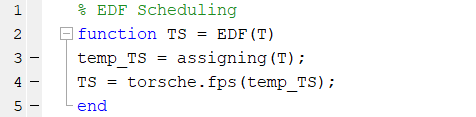 1 % EDF Scheduling
2 function TS = EDF(T)
3 temp_TS = assigning(T);
4 TS = torsche.fps(temp_TS);
5 end